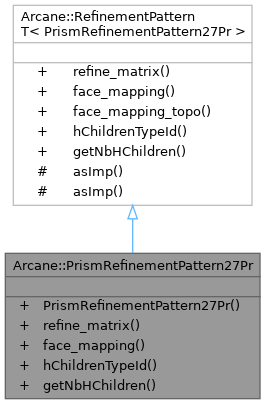 Arcane::RefinementPattern
T< PrismRefinementPattern27Pr >
+ refine_matrix()
+ face_mapping()
+ face_mapping_topo()
+ hChildrenTypeId()
+ getNbHChildren()
# asImp()
# asImp()
Arcane::PrismRefinementPattern27Pr
+ PrismRefinementPattern27Pr()
+ refine_matrix()
+ face_mapping()
+ hChildrenTypeId()
+ getNbHChildren()